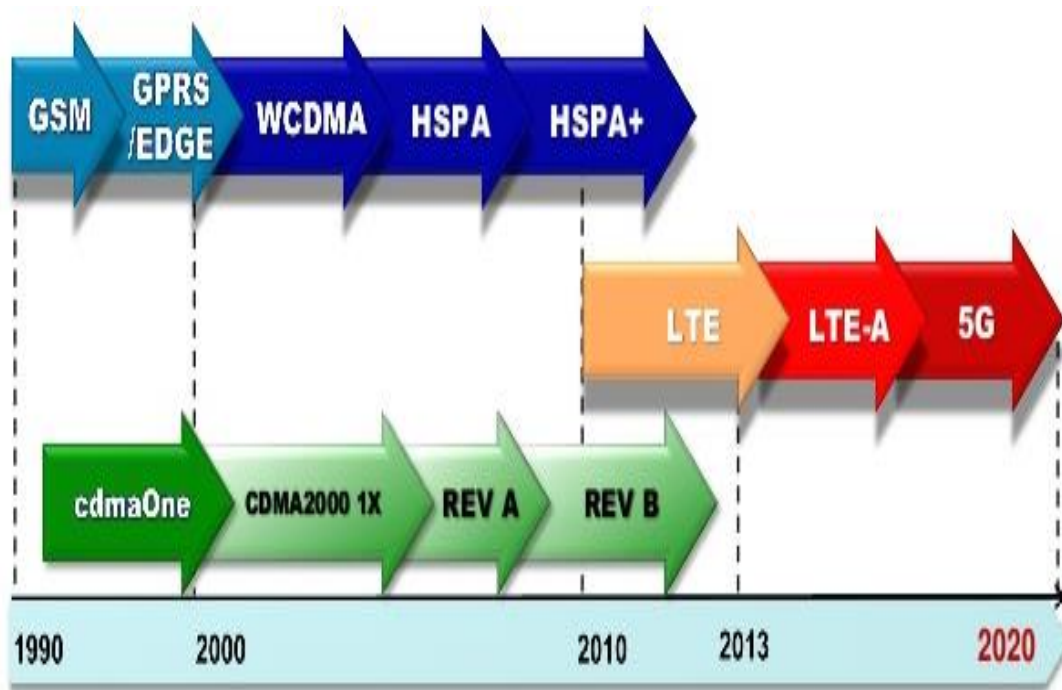 GSM
GPRS
/EDGE
WCDMA
HSPA
HSPA+
LTE
LTE-A
5G
cdmaOne
CDMA2000 1X
REV A
REV B
1990
2000
2010
2013
2020